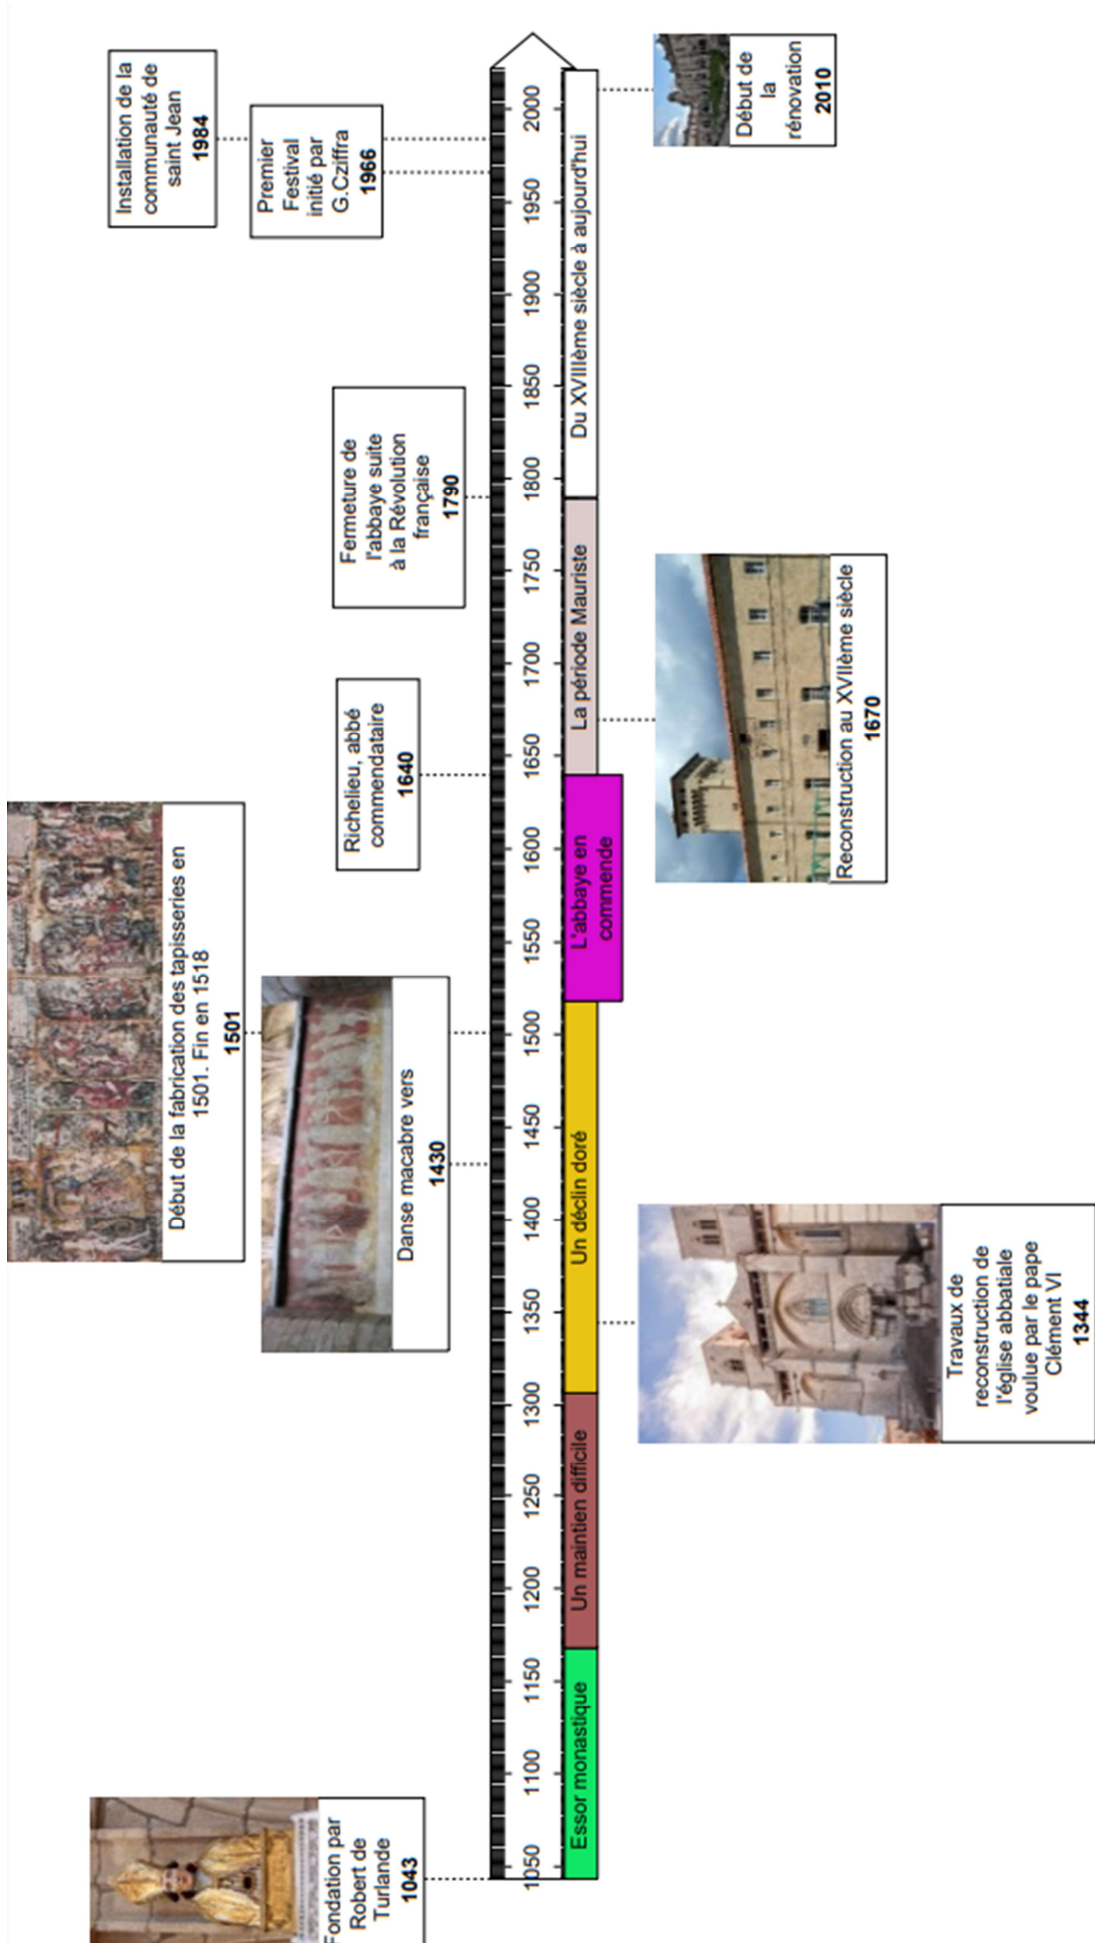 Fondation par
Robert de
Turlande
1043
Début de la fabrication des tapisseries en
1501. Fin en 1518
1501
Danse macabre vers
1430
Richelieu, abbé
commendataire
1640
Fermeture de
l'abbaye suite
à la Révolution
française
1790
Installation de la
communauté de
saint Jean
1984
Premier
Festival
initié par
G.Cziffra
1966
1050 1100 1150 1200 1250 1300 1350 1400 1450 1500 1550 1600 1650 1700 1750 1800 1850 1900 1950 2000
Essor monastique
Un maintien difficile
Un déclin doré
L'abbaye en
commende
La période Mauriste
Du XVIIIème siècle à aujourd'hui
Travaux de
reconstruction de
l'église abbatiale
voulue par le pape
Clément VI
1344
Reconstruction au XVIIème siècle
1670
Début de
la
rénovation
2010